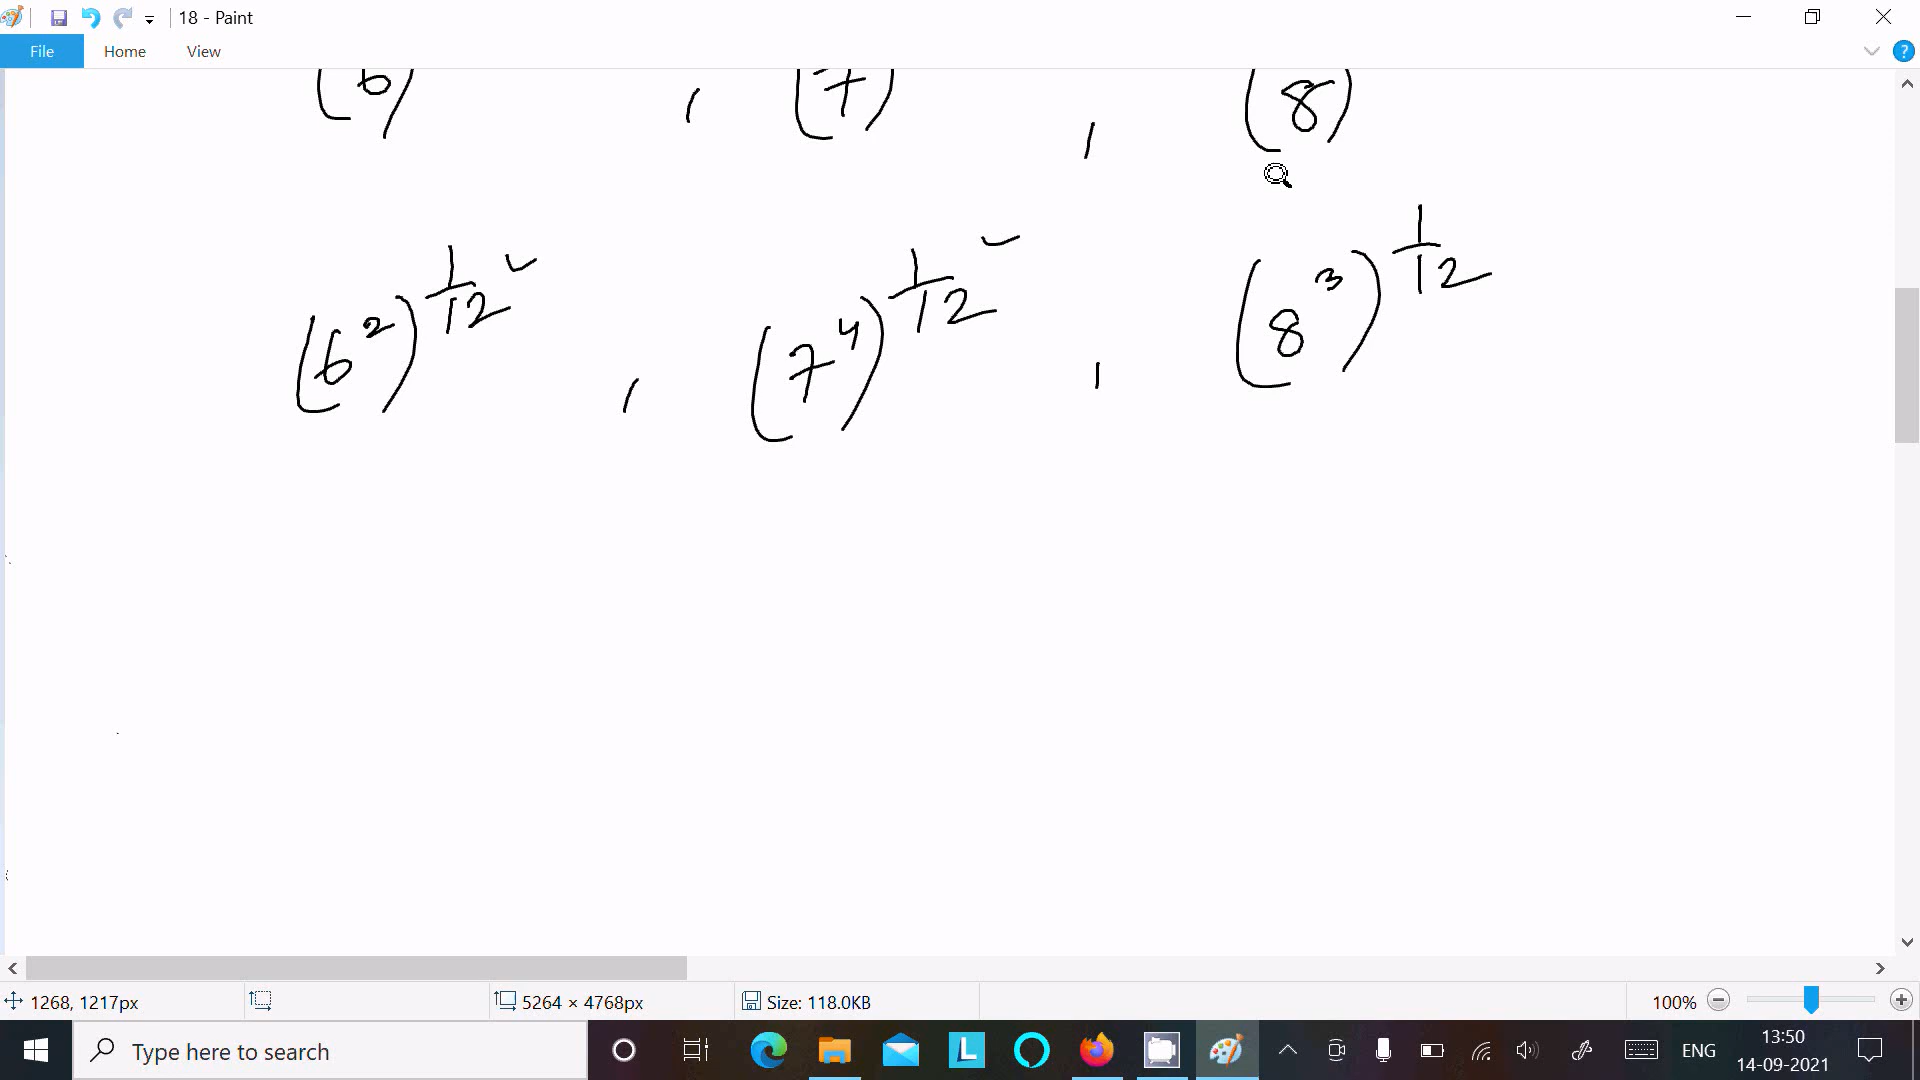 18 - Paint
File Home View
(6) , (7) , (8)
(6²)^(1/12) ✓ , (7⁴)^(1/12) ✓ , (8³)^(1/12)
1268, 1217px 5264 × 4768px Size: 118.0KB 100%
Type here to search L ENG 13:50
14-09-2021